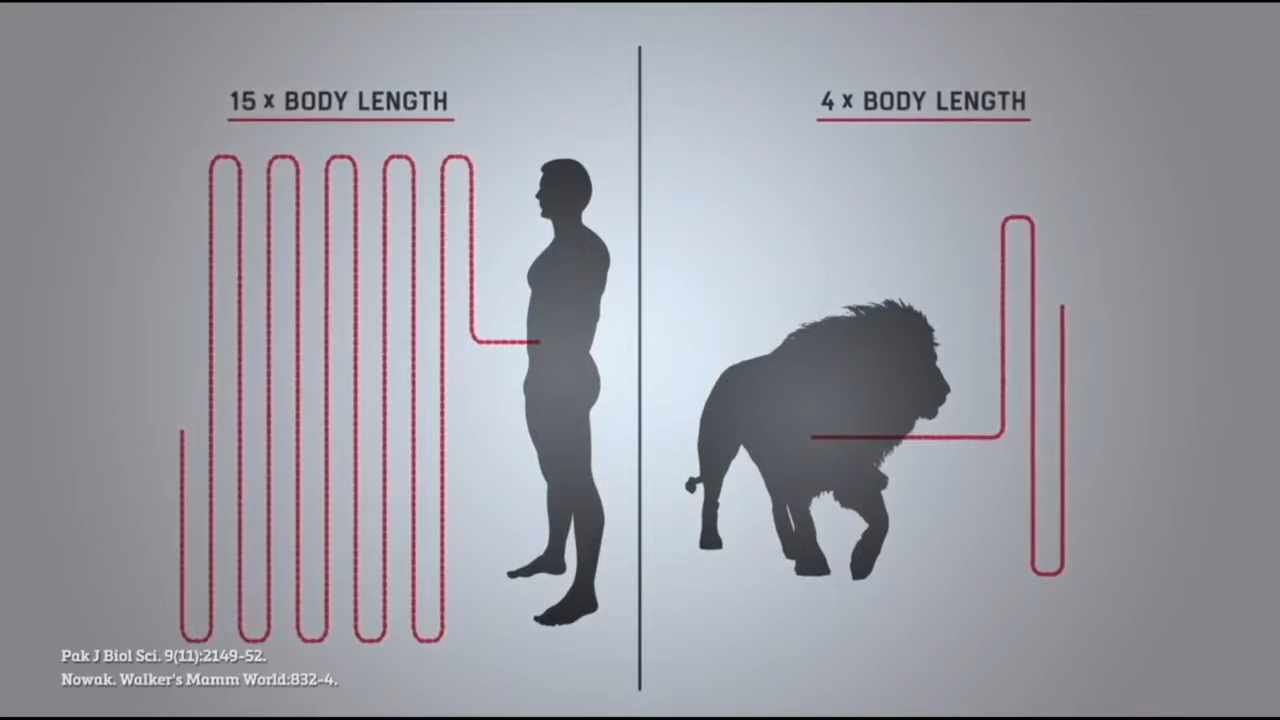 15 x BODY LENGTH
4 x BODY LENGTH
Pak J Biol Sci. 9(11):2149-52.
Nowak. Walker's Mamm World:832-4.